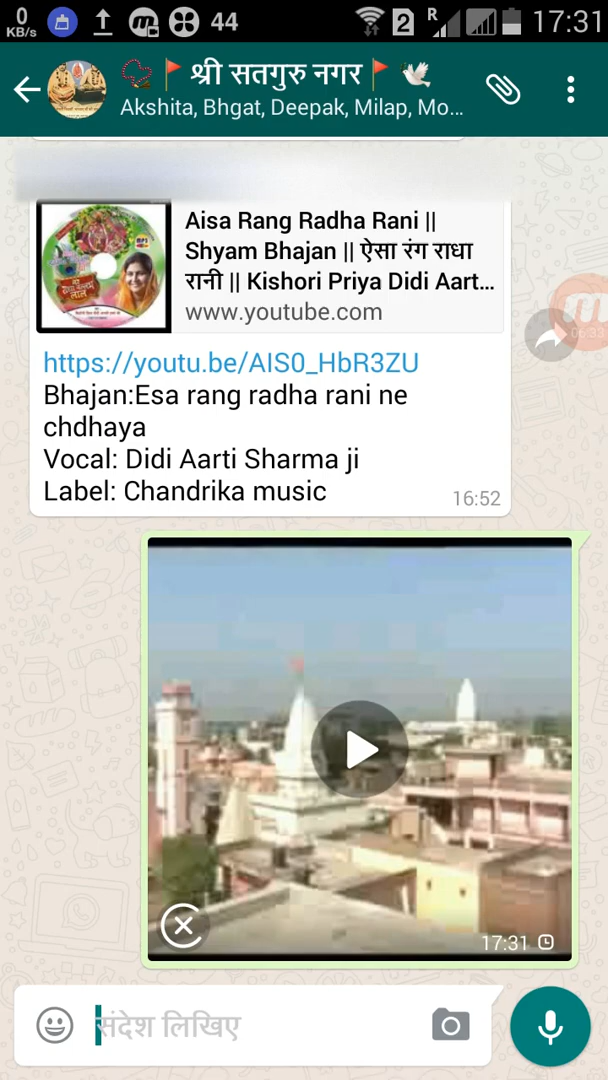 0
KB/s
44
2
R
17:31
श्री सतगुरु नगर
Akshita, Bhgat, Deepak, Milap, Mo...
Aisa Rang Radha Rani ||
Shyam Bhajan || ऐसा रंग राधा
रानी || Kishori Priya Didi Aart...
www.youtube.com
06:33
https://youtu.be/AIS0_HbR3ZU
Bhajan:Esa rang radha rani ne
chdhaya
Vocal: Didi Aarti Sharma ji
Label: Chandrika music
16:52
17:31
संदेश लिखिए